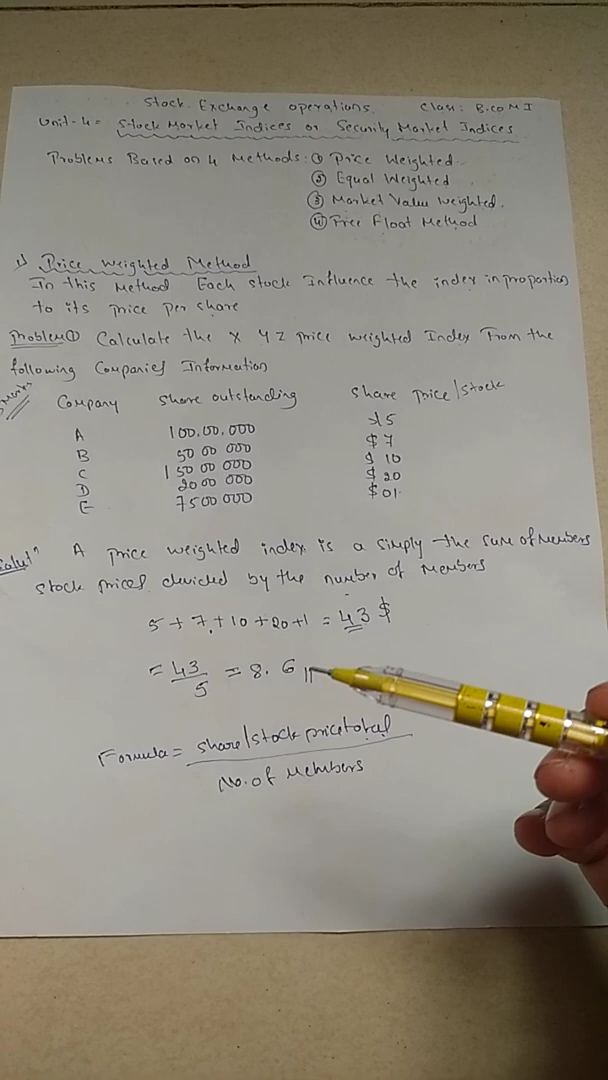 Stock Exchange operations. Class: B.COM I
Unit-4= Stock Market Indices or Security Market Indices
Problems Based on 4 Methods: ① Price Weighted.
② Equal Weighted
③ Market Value Weighted.
④ Free Float Method
1) Price Weighted Method
In this Method Each stock Influence the index in proportion
to its price per share
Problem① Calculate the X Y Z price weighted Index From the
following Companies Information
Company Share outstanding Share price/stock
A 100,00,000 $5
B 50 00 000 $7
C 150 00 000 $ 10
D 20 00 000 $ 20
E 7500 000 $ 01.
A price weighted index is a simply the sum of Members
stock prices devided by the number of Members
5 + 7 + 10 + 20 + 1 = 43 $
= 43/5 = 8.6
Formula = share/stock price total
No. of Members